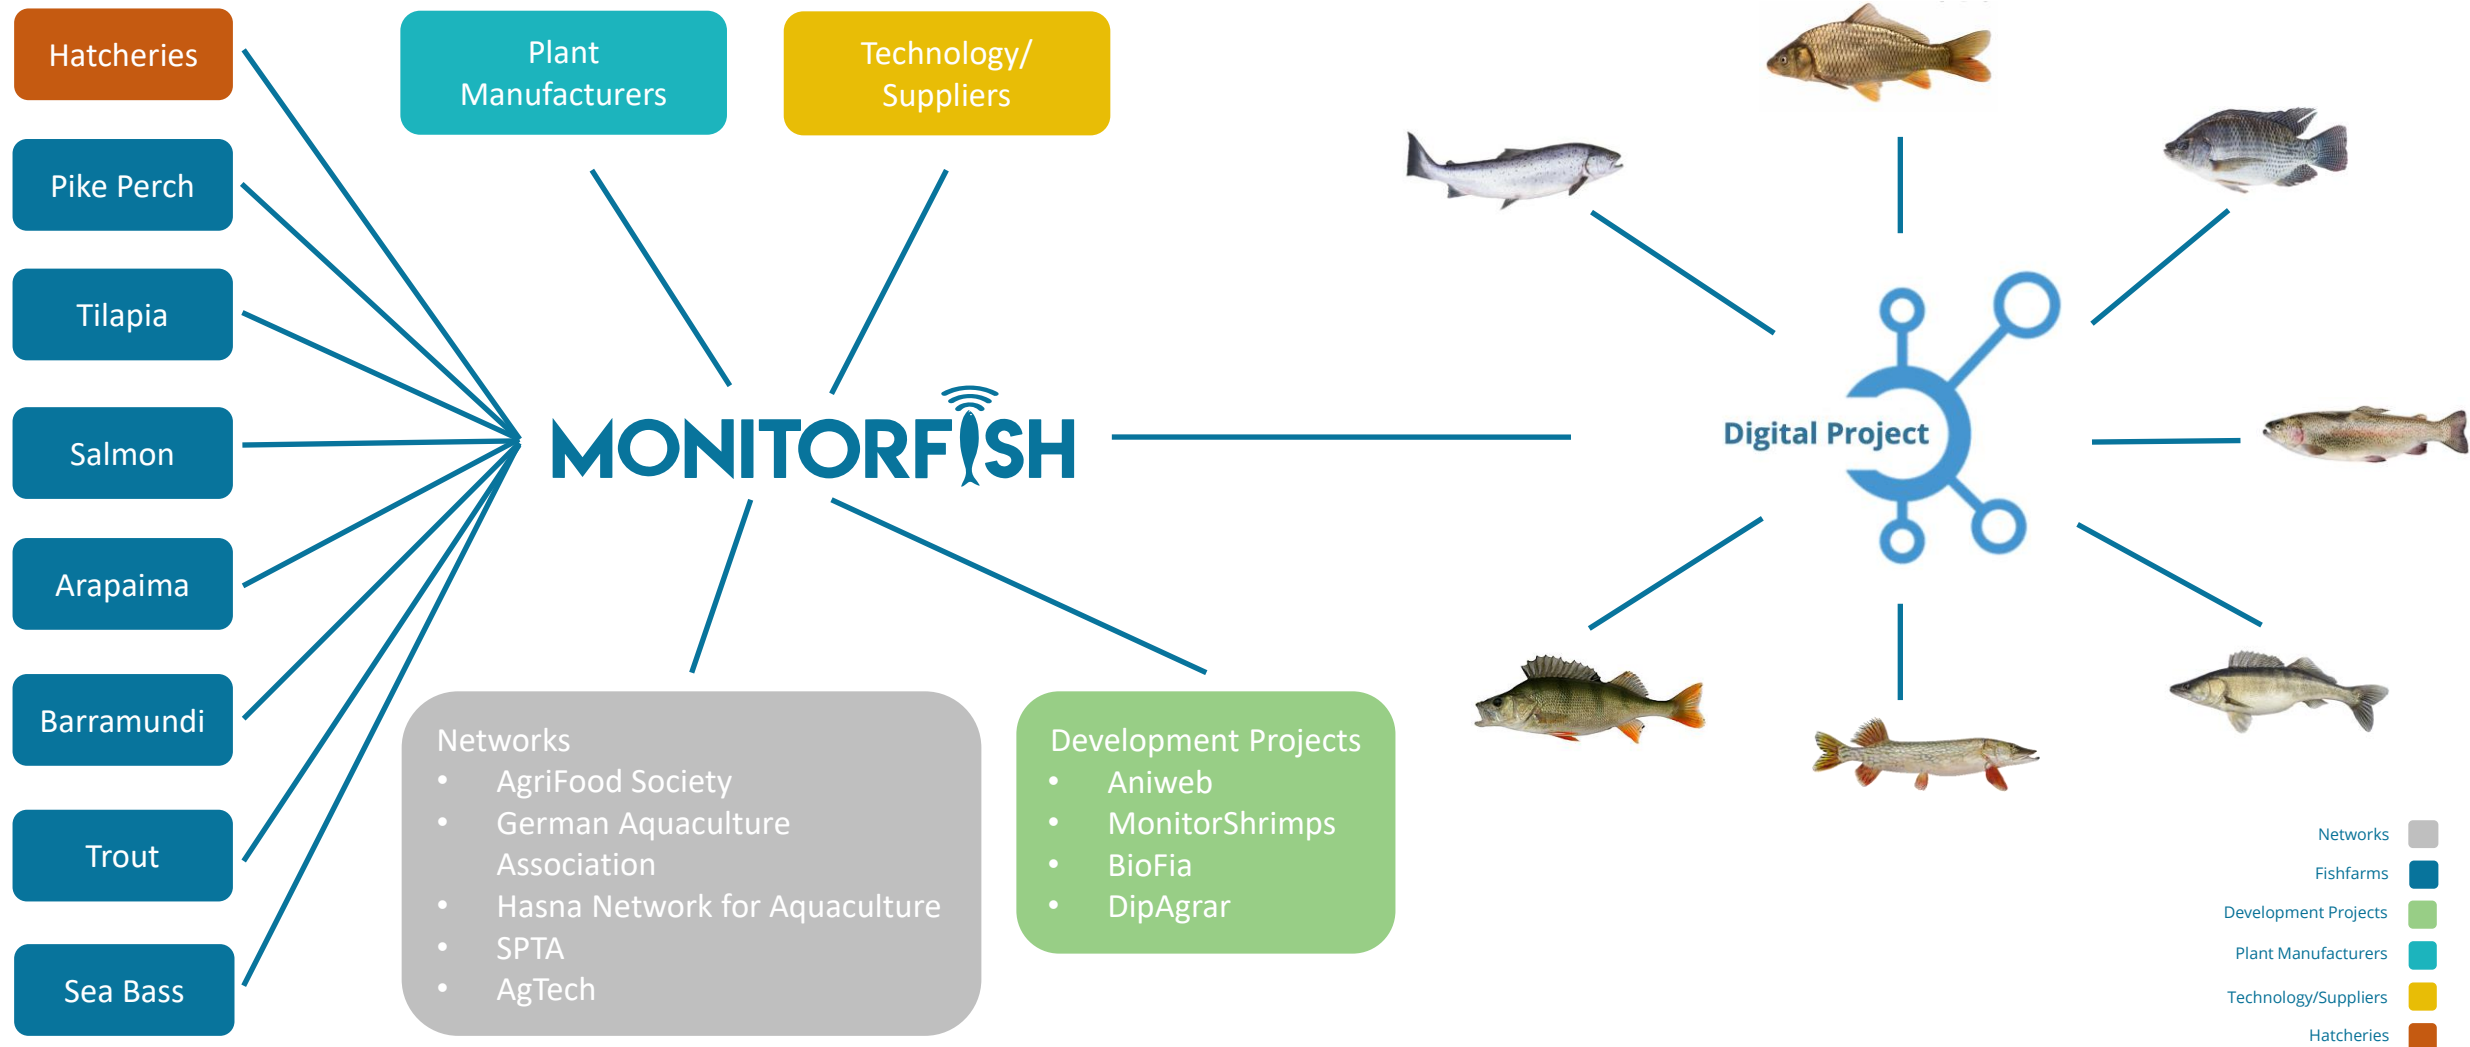 Hatcheries
Pike Perch
Tilapia
Salmon
Arapaima
Barramundi
Trout
Sea Bass
Plant
Manufacturers
Technology/
Suppliers
MONITORFISH
Networks
• AgriFood Society
• German Aquaculture
Association
• Hasna Network for Aquaculture
• SPTA
• AgTech
Development Projects
• Aniweb
• MonitorShrimps
• BioFia
• DipAgrar
Digital Project
Networks
Fishfarms
Development Projects
Plant Manufacturers
Technology/Suppliers
Hatcheries